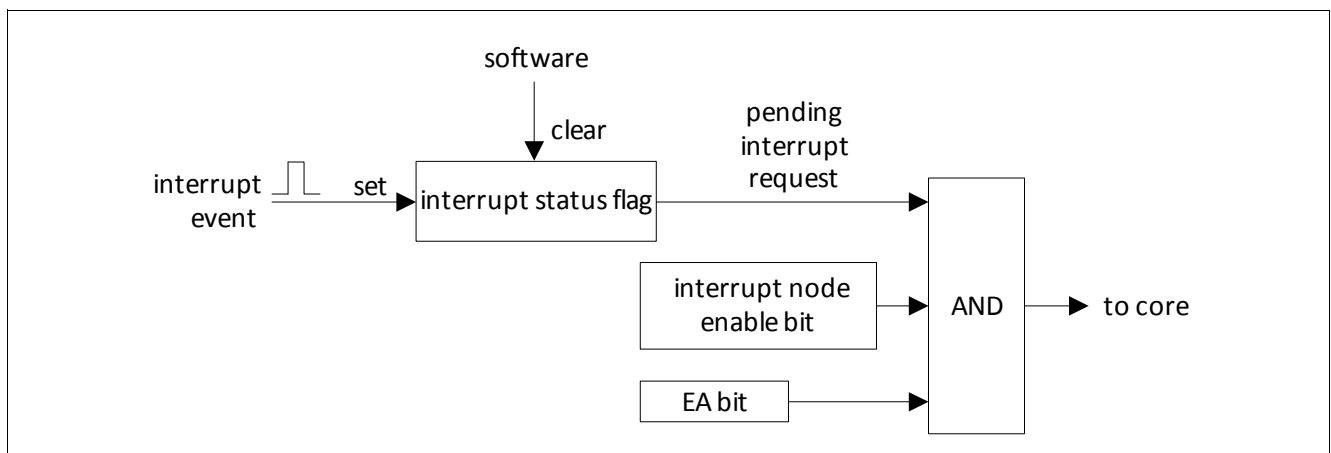 software
clear
pending
interrupt
request
interrupt
event
set
interrupt status flag
interrupt node
enable bit
AND
to core
EA bit